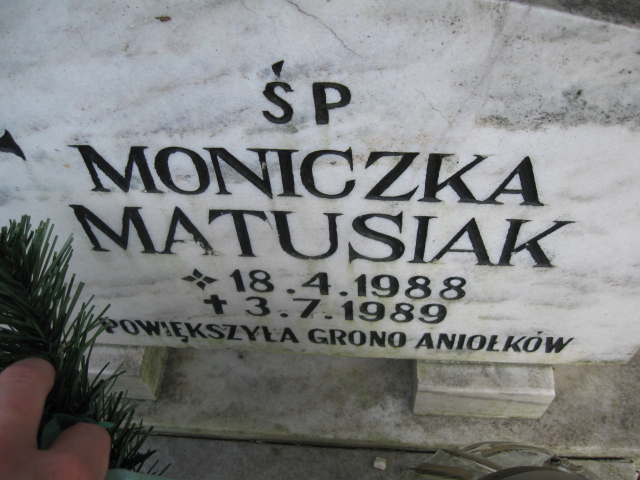 ŚP
MONICZKA
MATUSIAK
18.4.1988
✝ 3.7.1989
POWIĘKSZYŁA GRONO ANIOŁKÓW